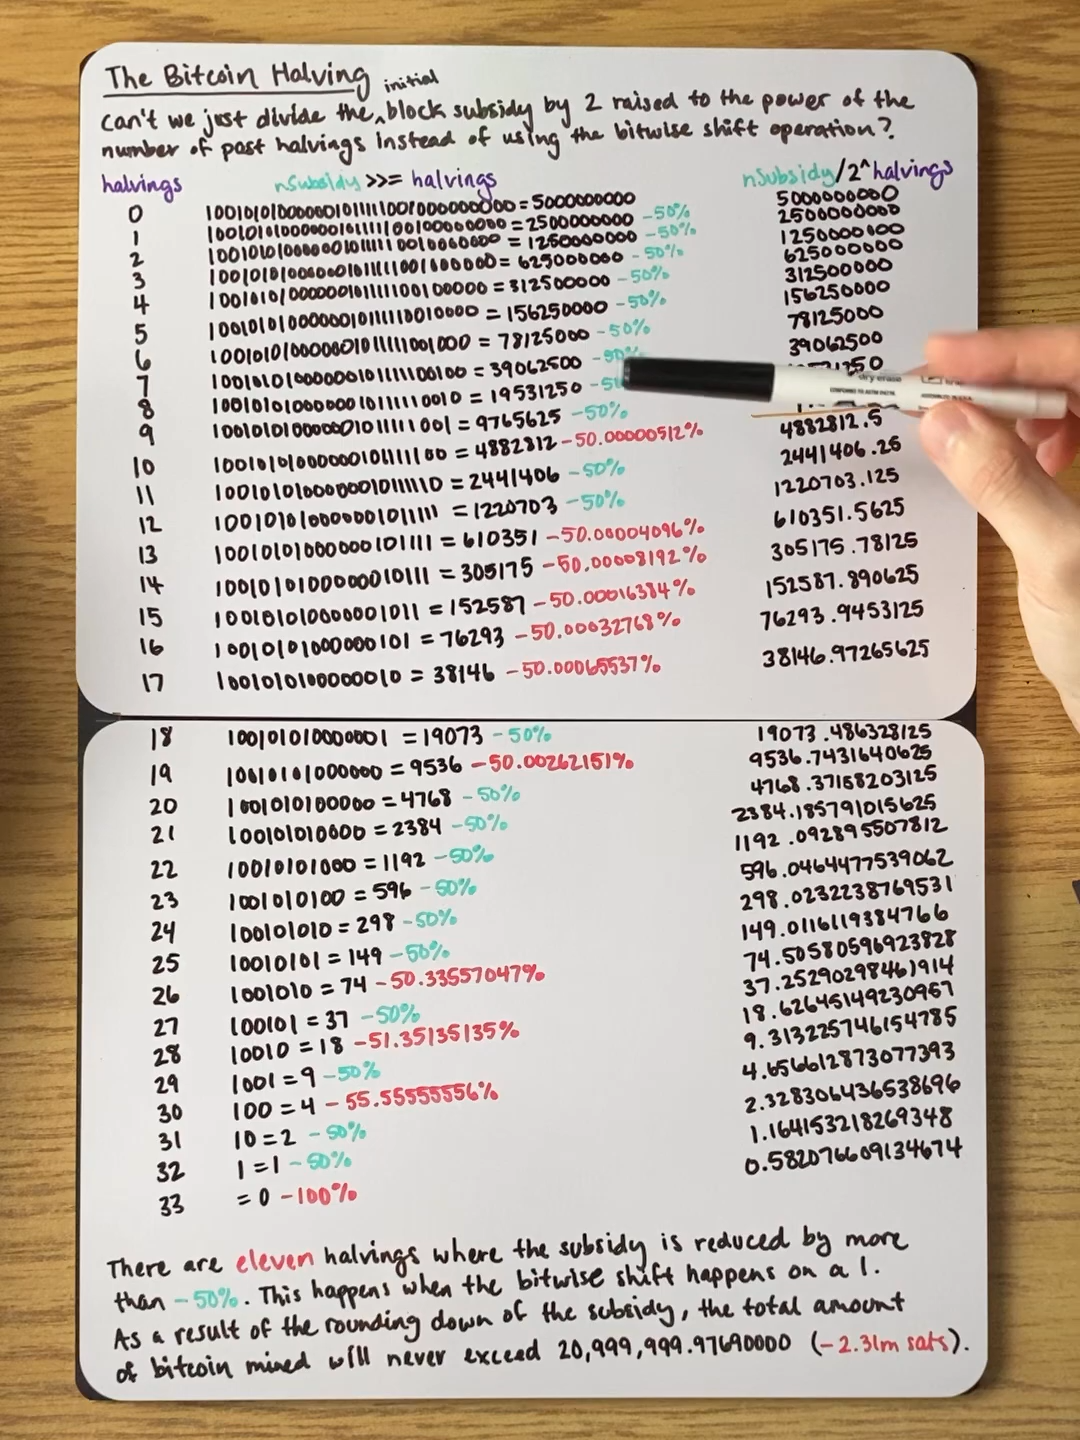 The Bitcoin Halving
initial
can't we just divide the ^ block subsidy by 2 raised to the power of the
number of past halvings instead of using the bitwise shift operation?
halvings nSubsidy >>= halvings nSubsidy/2^halvings
0 100101010000001011111001000000000 = 5000000000 5000000000
1 10010101000000101111100100000000 = 2500000000 -50% 2500000000
2 1001010100000010111110010000000 = 1250000000 -50% 1250000000
3 100101010000001011111001000000 = 625000000 -50% 625000000
4 10010101000000101111100100000 = 312500000 -50% 312500000
5 1001010100000010111110010000 = 156250000 -50% 156250000
6 100101010000001011111001000 = 78125000 -50% 78125000
7 10010101000000101111100100 = 39062500 -50% 39062500
8 1001010100000010111110010 = 19531250
9 100101010000001011111001 = 9765625 -50%
10 10010101000000101111100 = 4882812 -50.00000512% 4882812.5
11 1001010100000010111110 = 2441406 -50% 2441406.25
12 100101010000001011111 = 1220703 -50% 1220703.125
13 10010101000000101111 = 610351 -50.00004096% 610351.5625
14 1001010100000010111 = 305175 -50.00008192% 305175.78125
15 100101010000001011 = 152587 -50.00016384% 152587.890625
16 10010101000000101 = 76293 -50.00032768% 76293.9453125
17 1001010100000010 = 38146 -50.00065537% 38146.97265625
18 100101010000001 = 19073 -50% 19073.486328125
19 10010101000000 = 9536 -50.00262151% 9536.7431640625
20 1001010100000 = 4768 -50% 4768.37158203125
21 100101010000 = 2384 -50% 2384.185791015625
22 10010101000 = 1192 -50% 1192.092895507812
23 1001010100 = 596 -50% 596.0464477539062
24 100101010 = 298 -50% 298.0232238769531
25 10010101 = 149 -50% 149.0116119384766
26 1001010 = 74 -50.33557047% 74.50580596923828
27 100101 = 37 -50% 37.25290298461914
28 10010 = 18 -51.35135135% 18.62645149230957
29 1001 = 9 -50% 9.313225746154785
30 100 = 4 -55.55555556% 4.656612873077393
31 10 = 2 -50% 2.328306436538696
32 1 = 1 -50% 1.164153218269348
33 = 0 -100% 0.5820766091346 74
There are eleven halvings where the subsidy is reduced by more
than -50%. This happens when the bitwise shift happens on a 1.
As a result of the rounding down of the subsidy, the total amount
of bitcoin mined will never exceed 20,999,999.97690000 (-2.31m sats).
dry erase